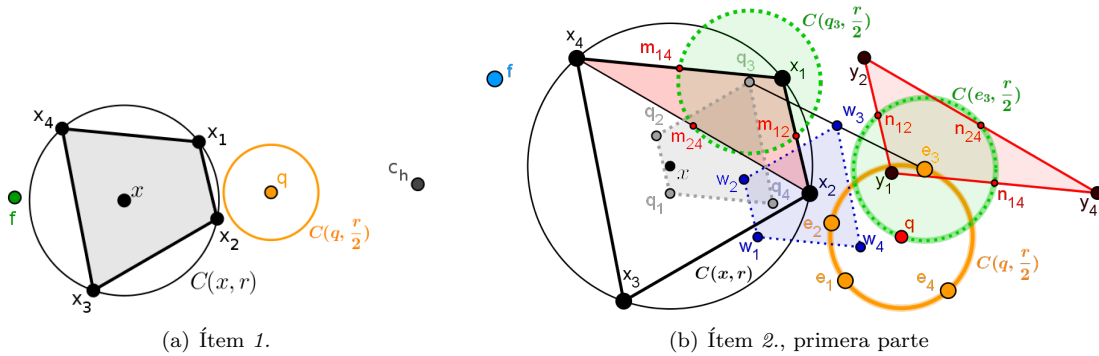 x₄
x₁
x
f
q
c_h
x₂
C(q, r/2)
C(x, r)
x₃
(a) Ítem 1.
x₄
C(q₃, r/2)
m₁₄
x₁
f
q₃
y₂
C(e₃, r/2)
q₂
m₂₄
m₁₂
w₃
n₁₂
n₂₄
e₃
x
w₂
x₂
y₁
q₁
q₄
n₁₄
y₄
e₂
q
w₁
w₄
x₃
C(x, r)
e₁
e₄
C(q, r/2)
(b) Ítem 2., primera parte